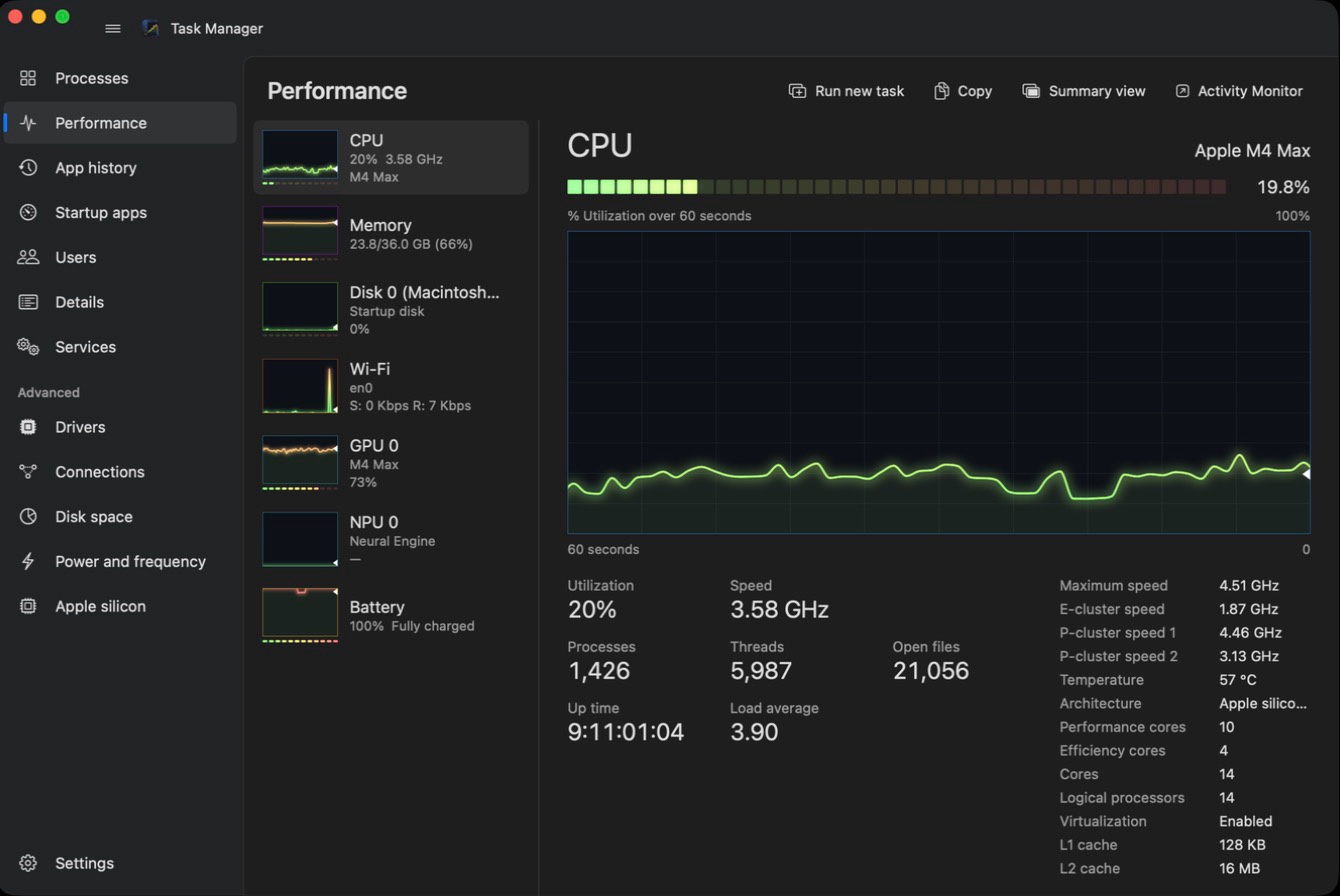 Task Manager
Processes
Performance
App history
Startup apps
Users
Details
Services
Advanced
Drivers
Connections
Disk space
Power and frequency
Apple silicon
Settings
Performance
Run new task
Copy
Summary view
Activity Monitor
CPU
20% 3.58 GHz
M4 Max
Memory
23.8/36.0 GB (66%)
Disk 0 (Macintosh...
Startup disk
0%
Wi-Fi
en0
S: 0 Kbps R: 7 Kbps
GPU 0
M4 Max
73%
NPU 0
Neural Engine
—
Battery
100% Fully charged
CPU
Apple M4 Max
19.8%
% Utilization over 60 seconds
100%
60 seconds
0
Utilization
20%
Speed
3.58 GHz
Processes
1,426
Threads
5,987
Open files
21,056
Up time
9:11:01:04
Load average
3.90
Maximum speed 4.51 GHz
E-cluster speed 1.87 GHz
P-cluster speed 1 4.46 GHz
P-cluster speed 2 3.13 GHz
Temperature 57 °C
Architecture Apple silico...
Performance cores 10
Efficiency cores 4
Cores 14
Logical processors 14
Virtualization Enabled
L1 cache 128 KB
L2 cache 16 MB